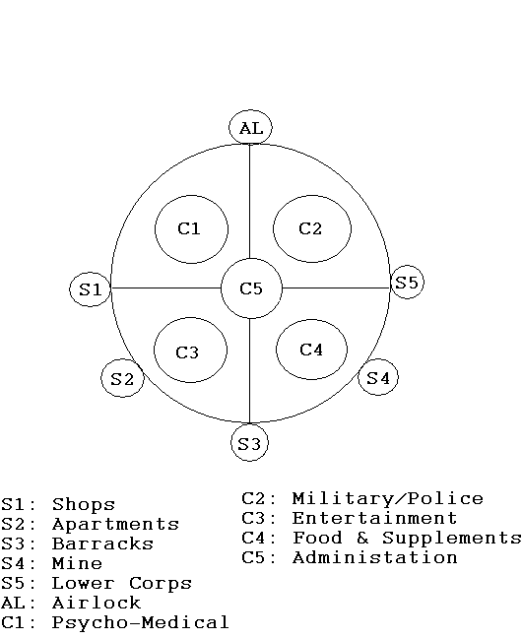 AL
C1
C2
S1
C5
S5
C3
C4
S2
S4
S3
S1: Shops
S2: Apartments
S3: Barracks
S4: Mine
S5: Lower Corps
AL: Airlock
C1: Psycho-Medical
C2: Military/Police
C3: Entertainment
C4: Food & Supplements
C5: Administation